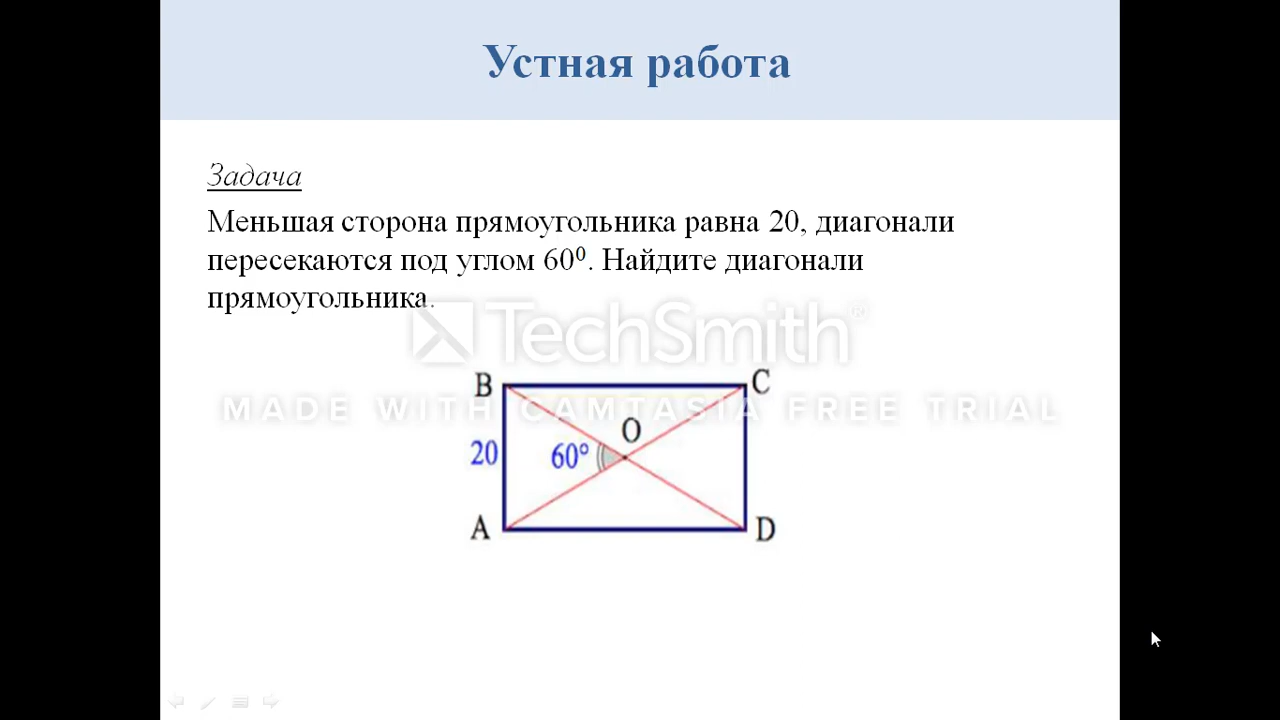 Устная работа
Задача
Меньшая сторона прямоугольника равна 20, диагонали
пересекаются под углом 60⁰. Найдите диагонали
прямоугольника.
TechSmith®
MADE WITH CAMTASIA FREE TRIAL
B
C
O
20
60°
A
D